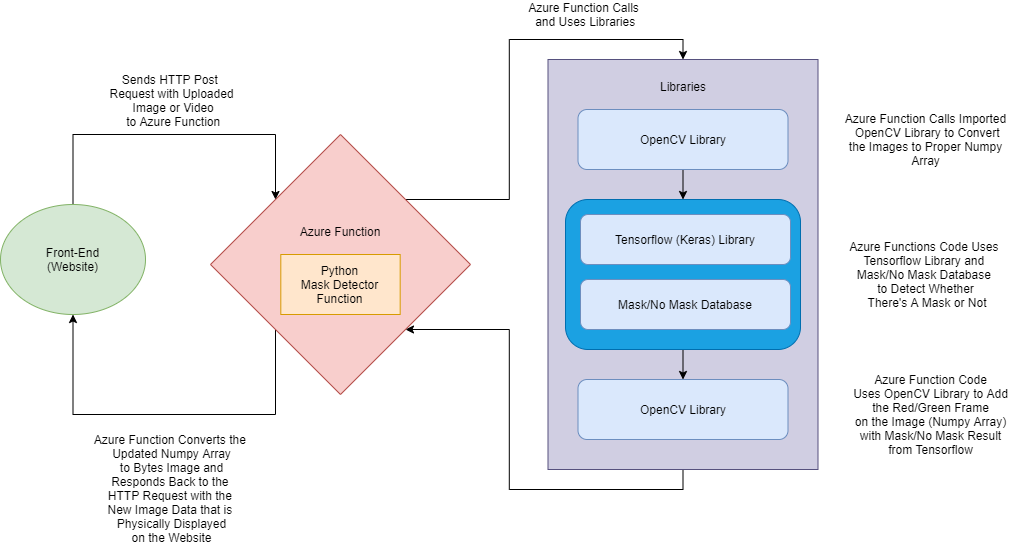 Azure Function Calls
and Uses Libraries
Sends HTTP Post
Request with Uploaded
Image or Video
to Azure Function
Front-End
(Website)
Azure Function
Python
Mask Detector
Function
Azure Function Converts the
Updated Numpy Array
to Bytes Image and
Responds Back to the
HTTP Request with the
New Image Data that is
Physically Displayed
on the Website
Libraries
OpenCV Library
Tensorflow (Keras) Library
Mask/No Mask Database
OpenCV Library
Azure Function Calls Imported
OpenCV Library to Convert
the Images to Proper Numpy
Array
Azure Functions Code Uses
Tensorflow Library and
Mask/No Mask Database
to Detect Whether
There's A Mask or Not
Azure Function Code
Uses OpenCV Library to Add
the Red/Green Frame
on the Image (Numpy Array)
with Mask/No Mask Result
from Tensorflow